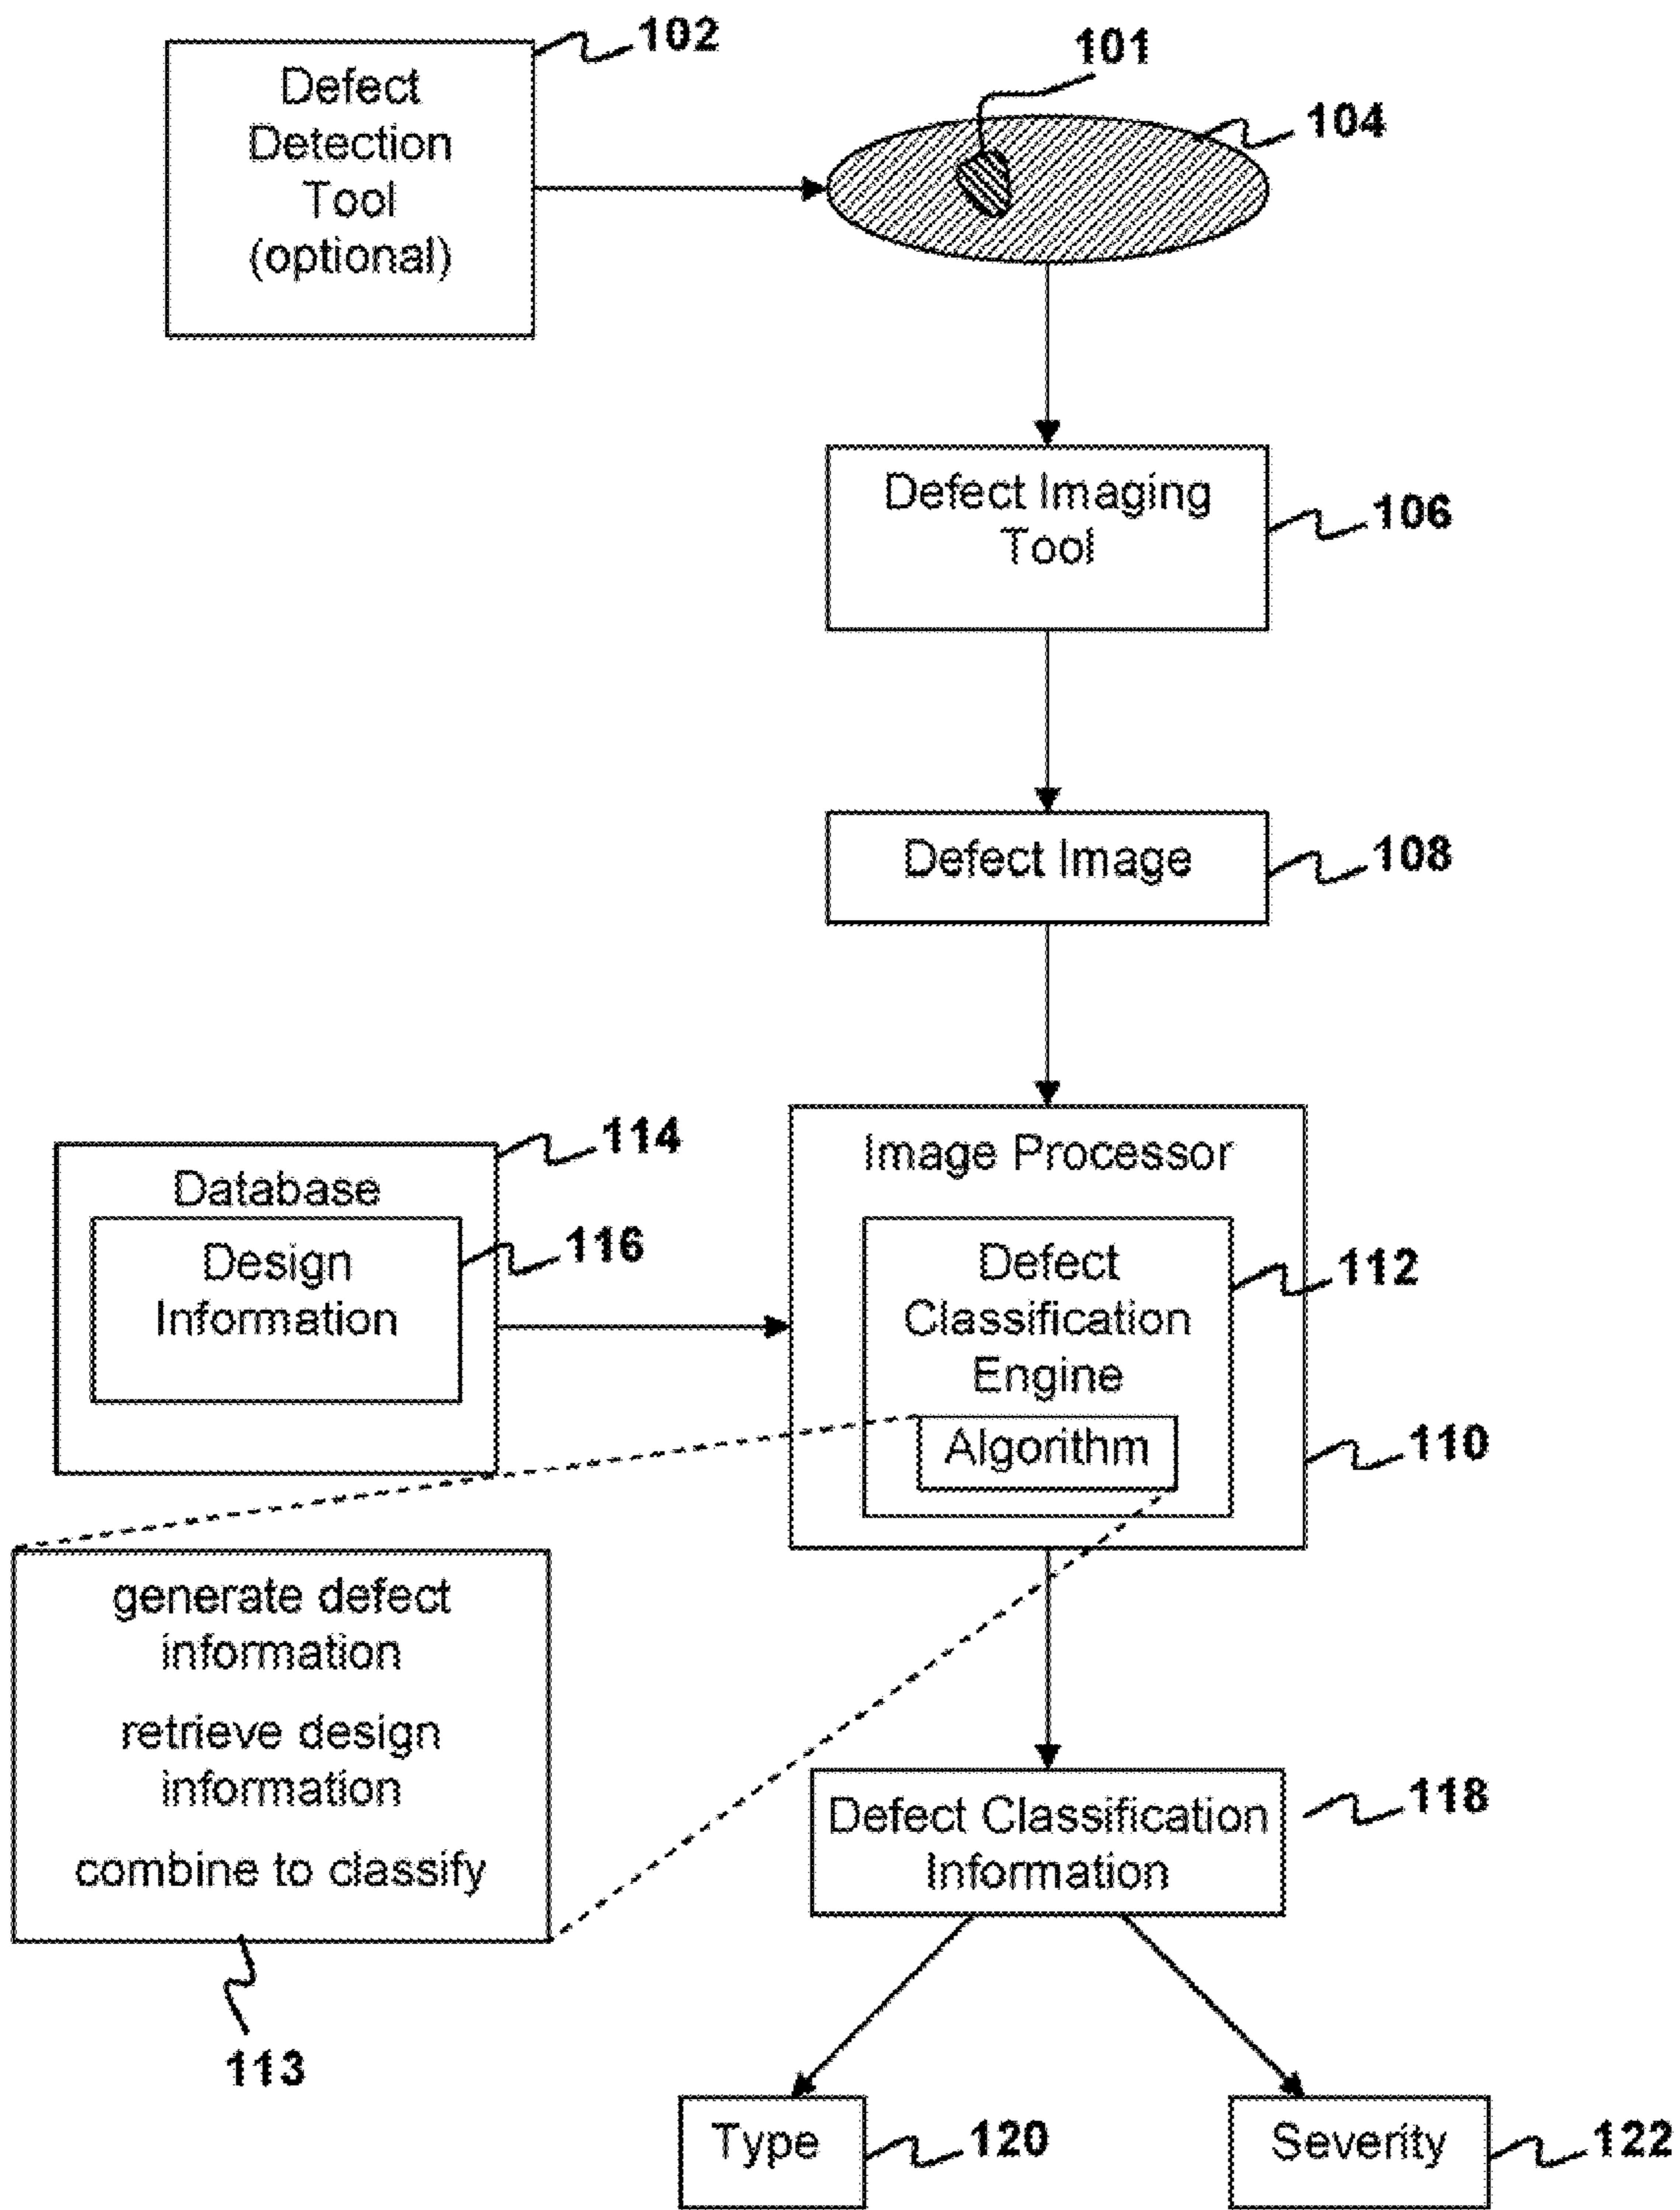 102
Defect
Detection
Tool
(optional)
101
104
Defect Imaging
Tool
106
Defect Image
108
114
Database
116
Design
Information
Image Processor
Defect
Classification
Engine
112
Algorithm
110
generate defect
information
retrieve design
information
combine to classify
113
Defect Classification
Information
118
Type
120
Severity
122